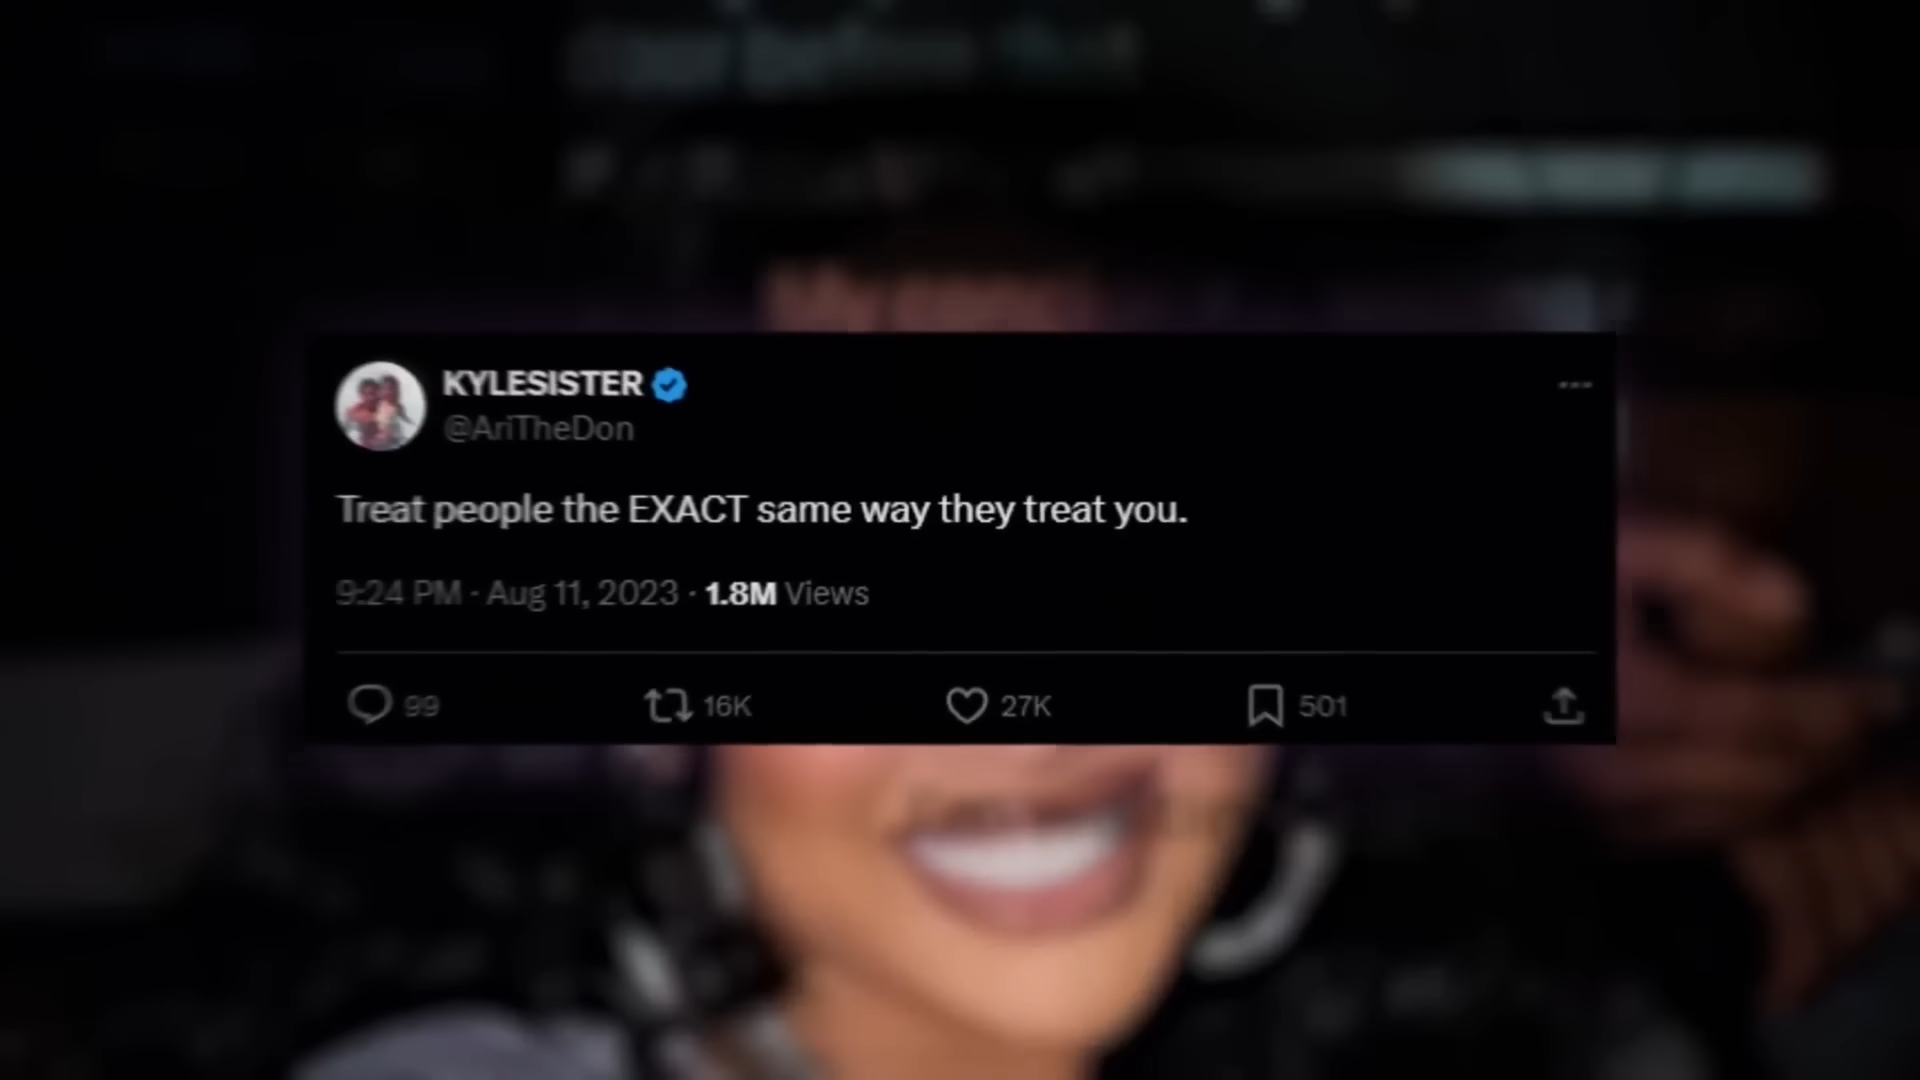 KYLESISTER
@AriTheDon
Treat people the EXACT same way they treat you.
9:24 PM · Aug 11, 2023 · 1.8M Views
99 16K 27K 501